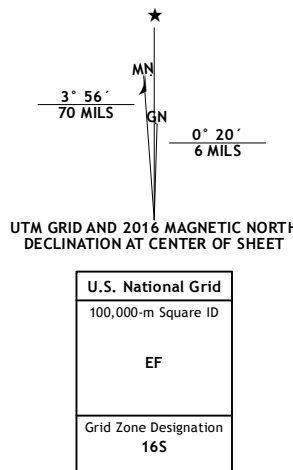 MN
3° 56´
70 MILS
GN
0° 20´
6 MILS
UTM GRID AND 2016 MAGNETIC NORTH
DECLINATION AT CENTER OF SHEET
U.S. National Grid
100,000-m Square ID
EF
Grid Zone Designation
16S